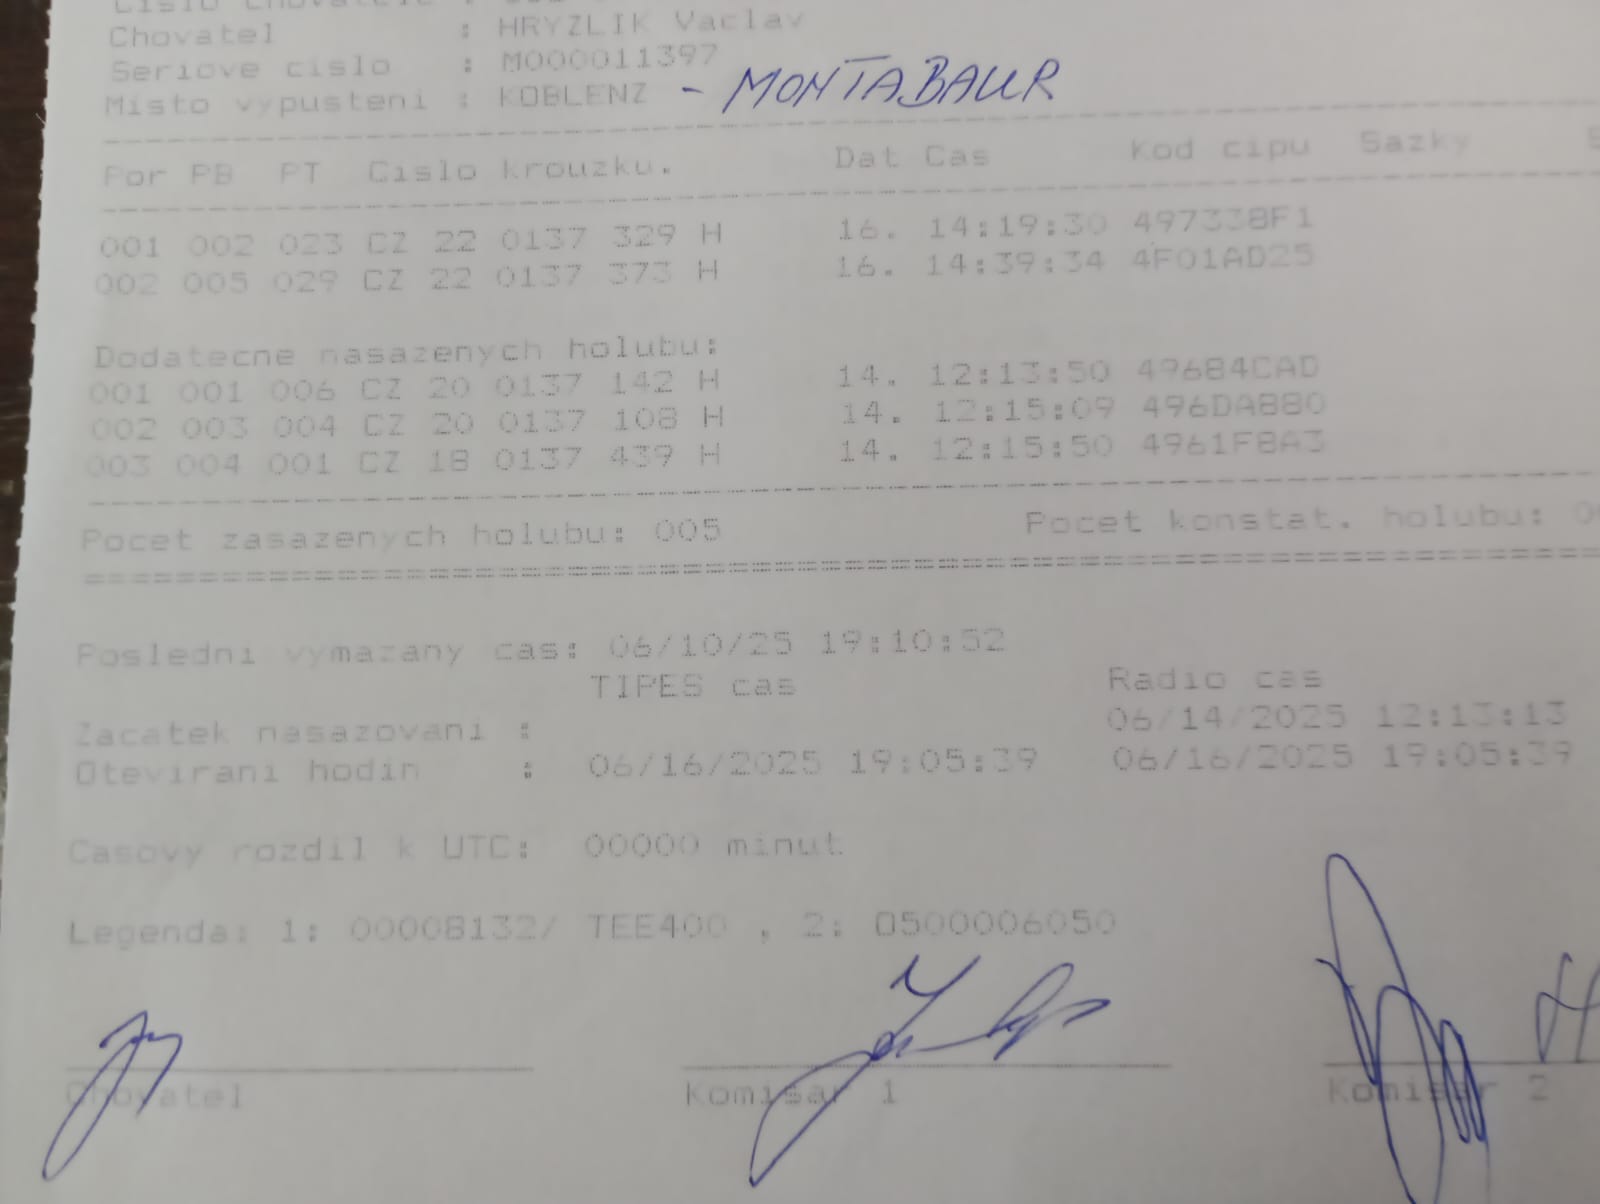 Chovatel : HRYZLIK Vaclav
Seriove cislo : M000011397
Misto vypusteni : KOBLENZ - MONTABAUR
Por PB PT Cislo krouzku. Dat Cas Kod cipu Sazky
001 002 023 CZ 22 0137 329 H 16. 14:19:30 497338F1
002 005 029 CZ 22 0137 373 H 16. 14:39:34 4F01AD25
Dodatecne nasazenych holubu:
001 001 006 CZ 20 0137 142 H 14. 12:13:50 49684CAD
002 003 004 CZ 20 0137 108 H 14. 12:15:09 496DA880
003 004 001 CZ 18 0137 439 H 14. 12:15:50 4961F8A3
Pocet zasazenych holubu: 005 Pocet konstat. holubu:
Posledni vymazany cas: 06/10/25 19:10:52
TIPES cas Radio cas
Zacatek nasazovani : 06/14/2025 12:13:13
Otevirani hodin : 06/16/2025 19:05:39 06/16/2025 19:05:39
Casovy rozdil k UTC: 00000 minut
Legenda: 1: 00008132/ TEE400 , 2: 0500006050
Chovatel Komisar 1 Komisar 2